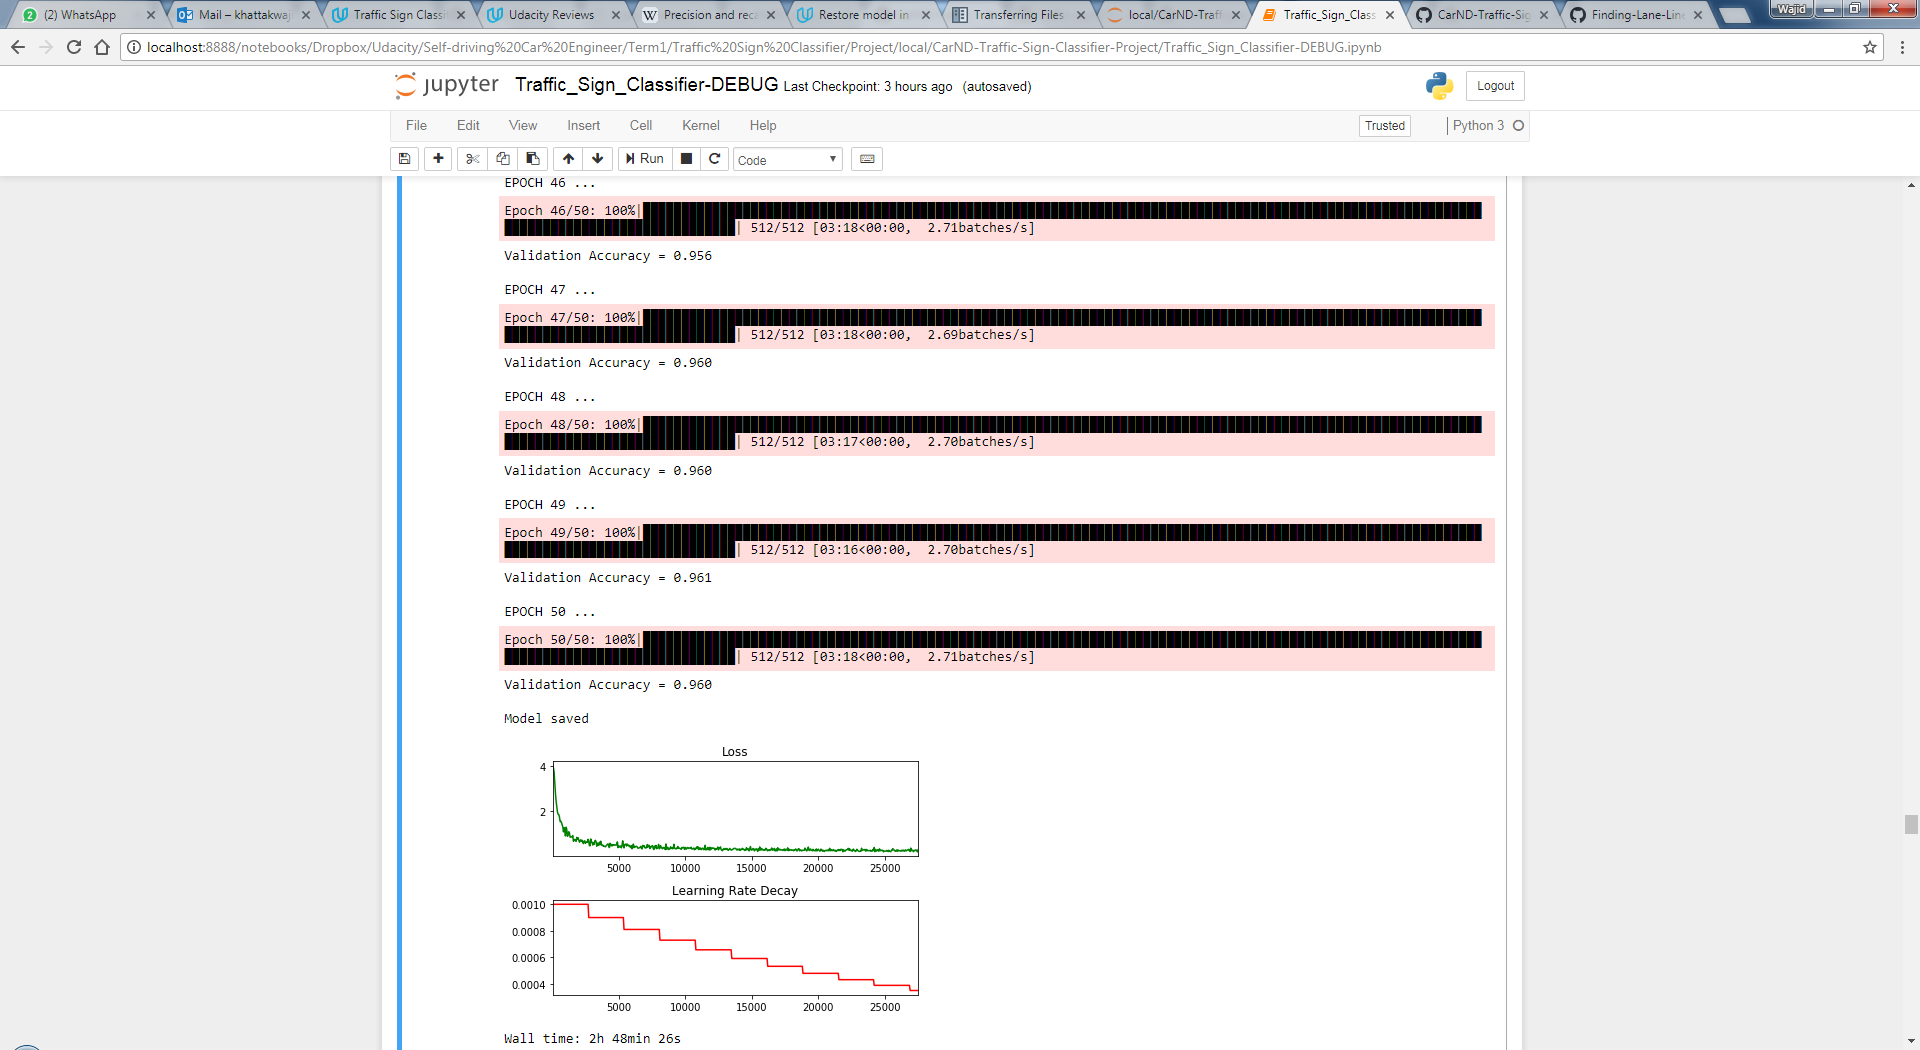 (2) WhatsApp
Mail – khattakwaj
Traffic Sign Classi
Udacity Reviews
Precision and reca
Restore model in
Transferring Files
local/CarND-Traff
Traffic_Sign_Class
CarND-Traffic-Sig
Finding-Lane-Line
Wajid
localhost:8888/notebooks/Dropbox/Udacity/Self-driving%20Car%20Engineer/Term1/Traffic%20Sign%20Classifier/Project/local/CarND-Traffic-Sign-Classifier-Project/Traffic_Sign_Classifier-DEBUG.ipynb
jupyter Traffic_Sign_Classifier-DEBUG Last Checkpoint: 3 hours ago (autosaved)
Logout
File Edit View Insert Cell Kernel Help
Trusted
Python 3
Run
Code
EPOCH 46 ...
Epoch 46/50: 100%|
| 512/512 [03:18<00:00, 2.71batches/s]
Validation Accuracy = 0.956
EPOCH 47 ...
Epoch 47/50: 100%|
| 512/512 [03:18<00:00, 2.69batches/s]
Validation Accuracy = 0.960
EPOCH 48 ...
Epoch 48/50: 100%|
| 512/512 [03:17<00:00, 2.70batches/s]
Validation Accuracy = 0.960
EPOCH 49 ...
Epoch 49/50: 100%|
| 512/512 [03:16<00:00, 2.70batches/s]
Validation Accuracy = 0.961
EPOCH 50 ...
Epoch 50/50: 100%|
| 512/512 [03:18<00:00, 2.71batches/s]
Validation Accuracy = 0.960
Model saved
Loss
4
2
5000 10000 15000 20000 25000
Learning Rate Decay
0.0010
0.0008
0.0006
0.0004
5000 10000 15000 20000 25000
Wall time: 2h 48min 26s